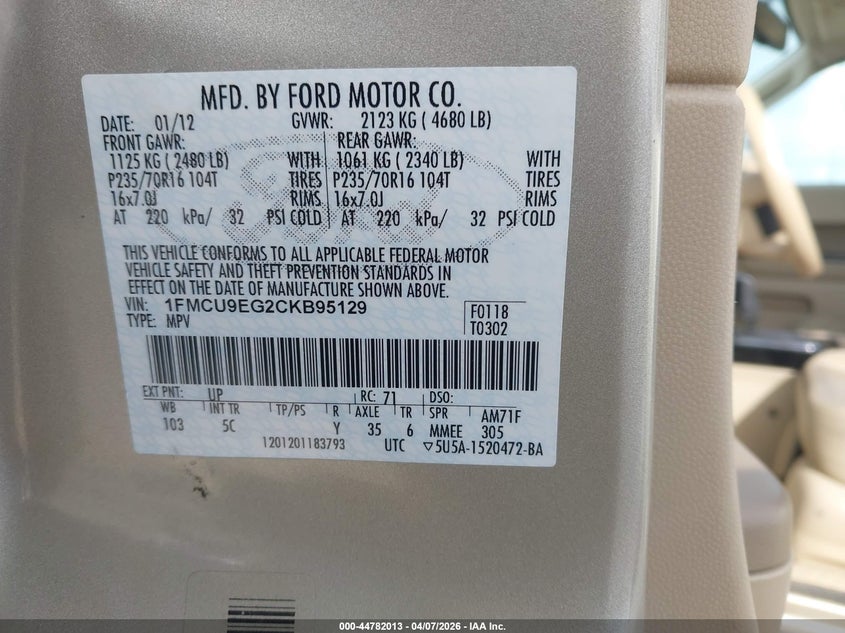 MFD. BY FORD MOTOR CO.
DATE: 01/12 GVWR: 2123 KG ( 4680 LB)
FRONT GAWR: REAR GAWR:
1125 KG ( 2480 LB) WITH 1061 KG ( 2340 LB) WITH
P235/70R16 104T TIRES P235/70R16 104T TIRES
16x7.0J RIMS 16x7.0J RIMS
AT 220 kPa/ 32 PSI COLD AT 220 kPa/ 32 PSI COLD
THIS VEHICLE CONFORMS TO ALL APPLICABLE FEDERAL MOTOR
VEHICLE SAFETY AND THEFT PREVENTION STANDARDS IN
EFFECT ON THE DATE OF MANUFACTURE SHOWN ABOVE.
VIN: 1FMCU9EG2CKB95129 F0118
TYPE: MPV T0302
EXT PNT: UP RC: 71 DSO:
WB INT TR TP/PS R AXLE TR SPR AM71F
103 5C Y 35 6 MMEE 305
1201201183793 UTC ▽5U5A-1520472-BA
000-44782013 - 04/07/2026 - IAA Inc.